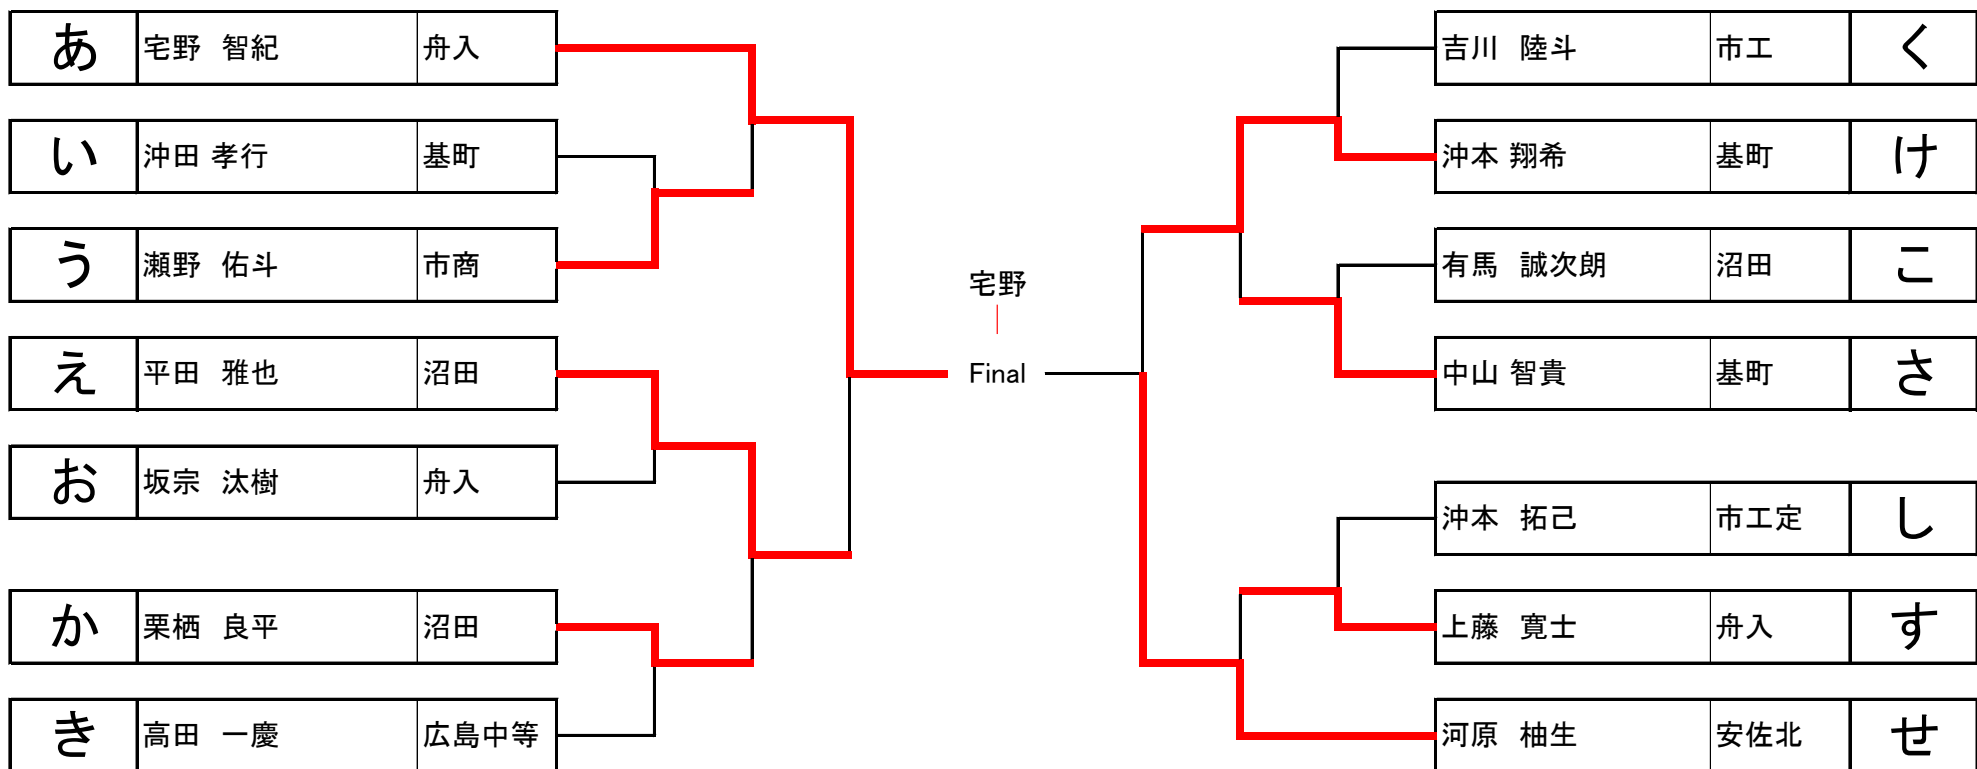 あ 宅野 智紀 舟入
い 沖田 孝行 基町
う 瀬野 佑斗 市商
え 平田 雅也 沼田
お 坂宗 汰樹 舟入
か 栗栖 良平 沼田
き 高田 一慶 広島中等
宅野
Final
吉川 陸斗 市工 く
沖本 翔希 基町 け
有馬 誠次朗 沼田 こ
中山 智貴 基町 さ
沖本 拓己 市工定 し
上藤 寛士 舟入 す
河原 柚生 安佐北 せ